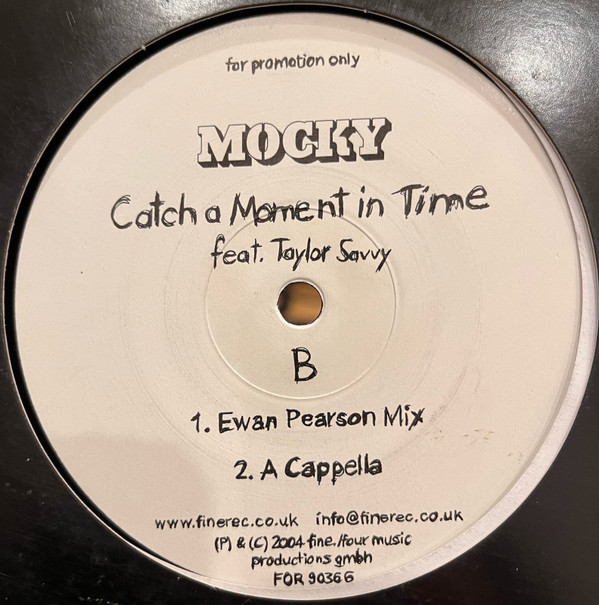 for promotion only
MOCKY
Catch a Moment in Time
feat. Taylor Savvy
B
1. Ewan Pearson Mix
2. A Cappella
www.finerec.co.uk info@finerec.co.uk
(P) & (C) 2004 fine./four music
productions gmbh
FOR 90366